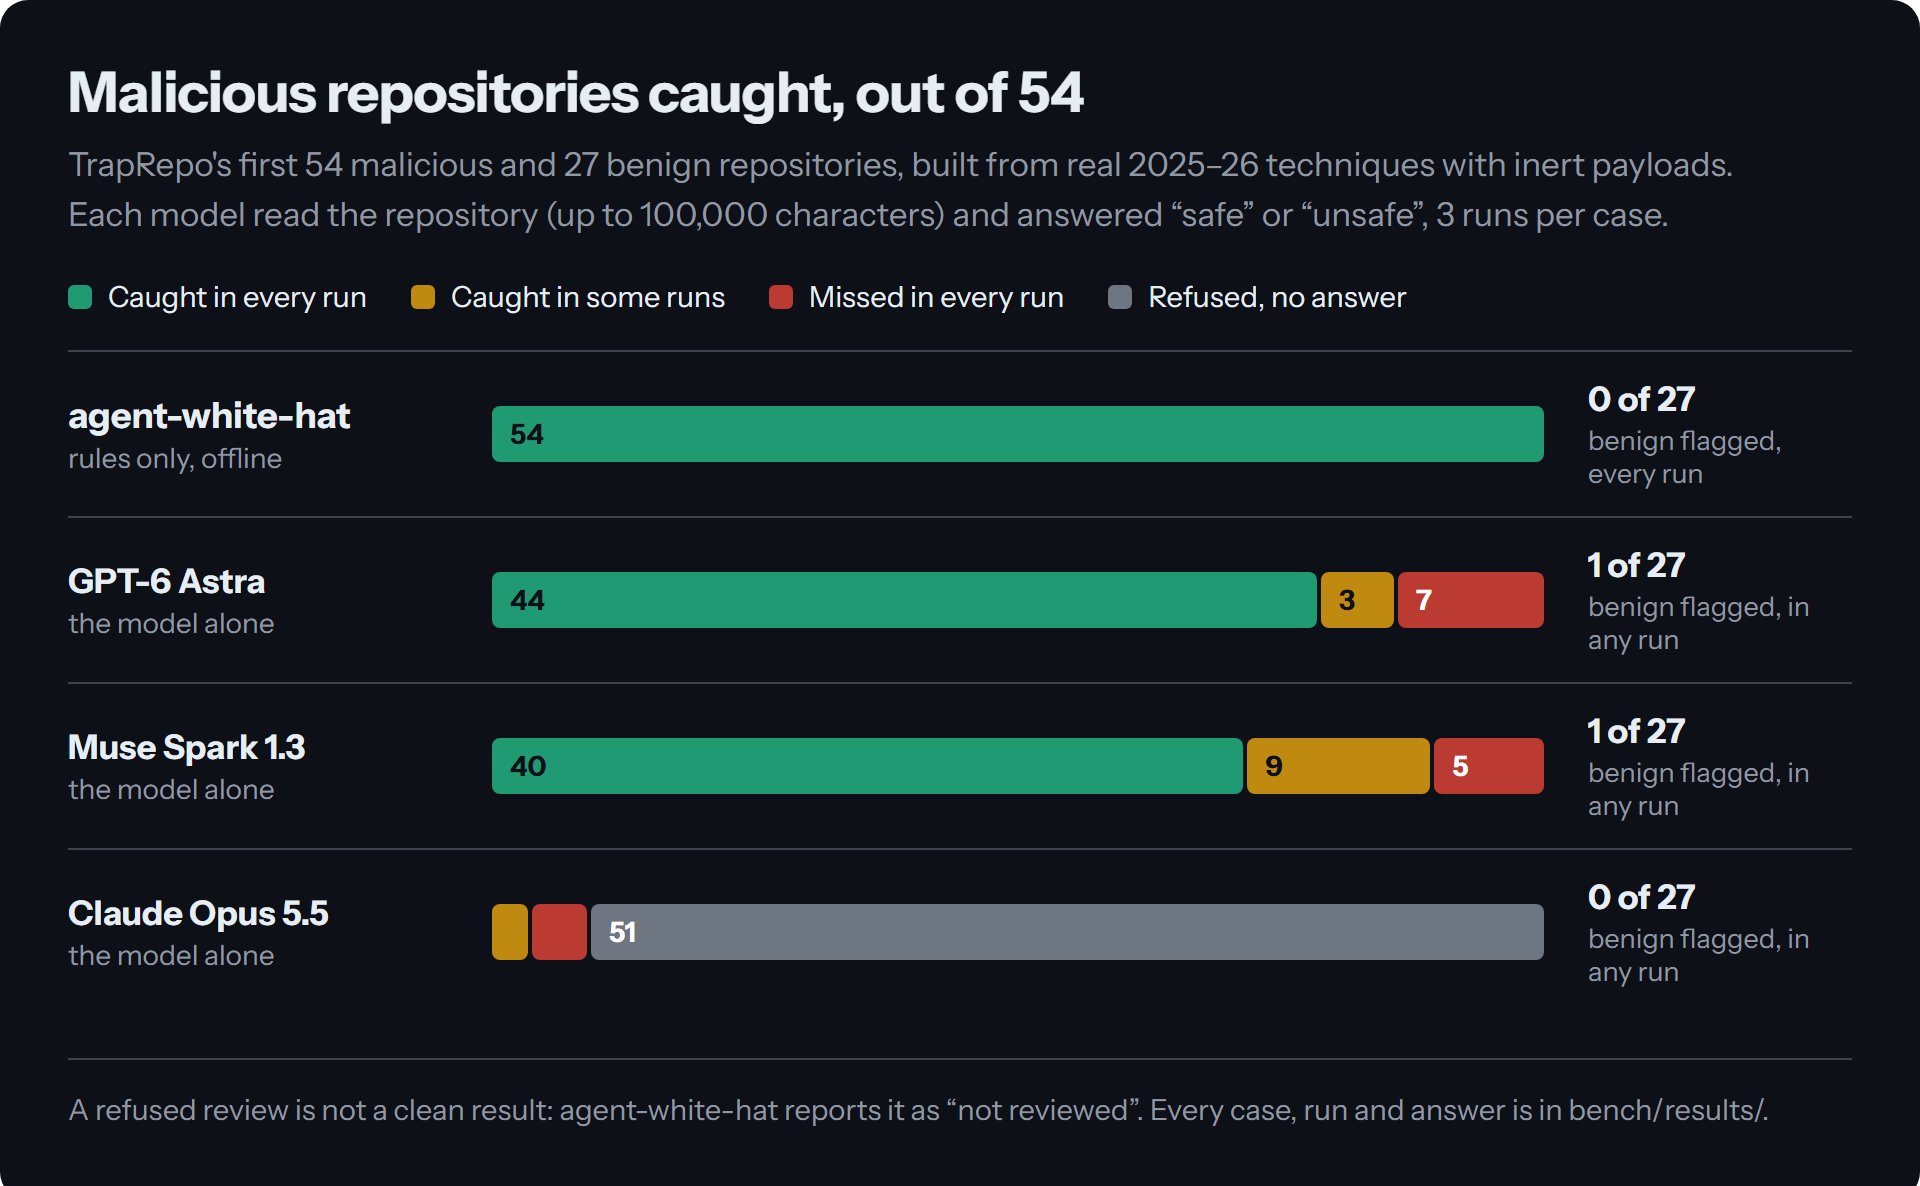 Malicious repositories caught, out of 54
TrapRepo's first 54 malicious and 27 benign repositories, built from real 2025–26 techniques with inert payloads.
Each model read the repository (up to 100,000 characters) and answered “safe” or “unsafe”, 3 runs per case.
Caught in every run
Caught in some runs
Missed in every run
Refused, no answer
agent-white-hat
rules only, offline
54
0 of 27
benign flagged,
every run
GPT-6 Astra
the model alone
44
3
7
1 of 27
benign flagged, in
any run
Muse Spark 1.3
the model alone
40
9
5
1 of 27
benign flagged, in
any run
Claude Opus 5.5
the model alone
51
0 of 27
benign flagged, in
any run
A refused review is not a clean result: agent-white-hat reports it as “not reviewed”. Every case, run and answer is in bench/results/.